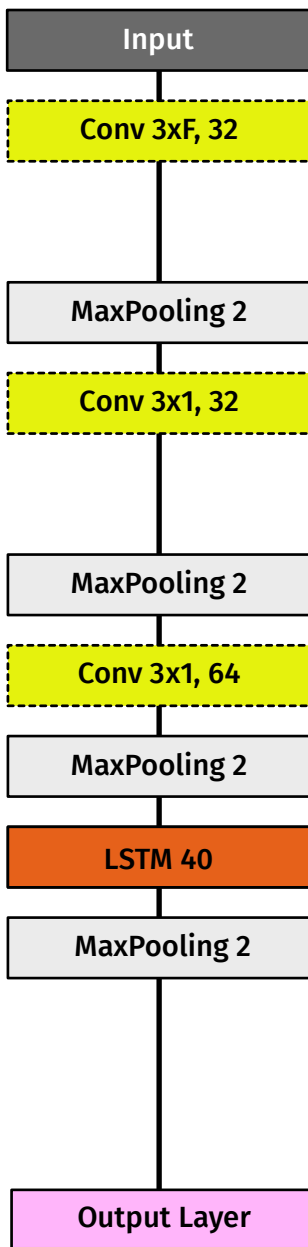 Input
Conv 3xF, 32
MaxPooling 2
Conv 3x1, 32
MaxPooling 2
Conv 3x1, 64
MaxPooling 2
LSTM 40
MaxPooling 2
Output Layer